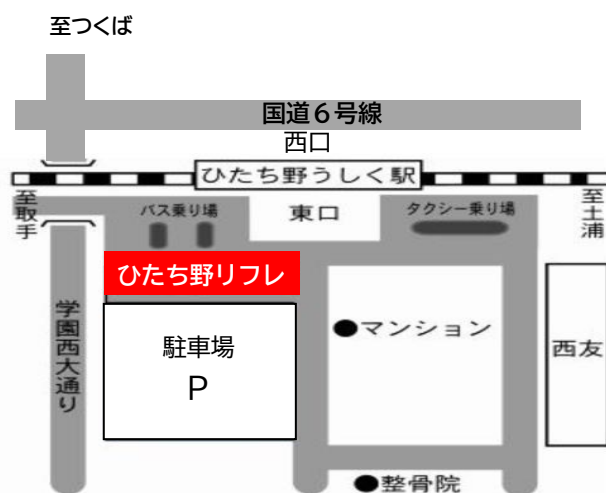 至つくば
国道6号線
西口
ひたち野うしく駅
至取手
バス乗り場
東口
タクシー乗り場
至土浦
ひたち野リフレ
学園西大通り
駐車場
P
●マンション
西友
●整骨院